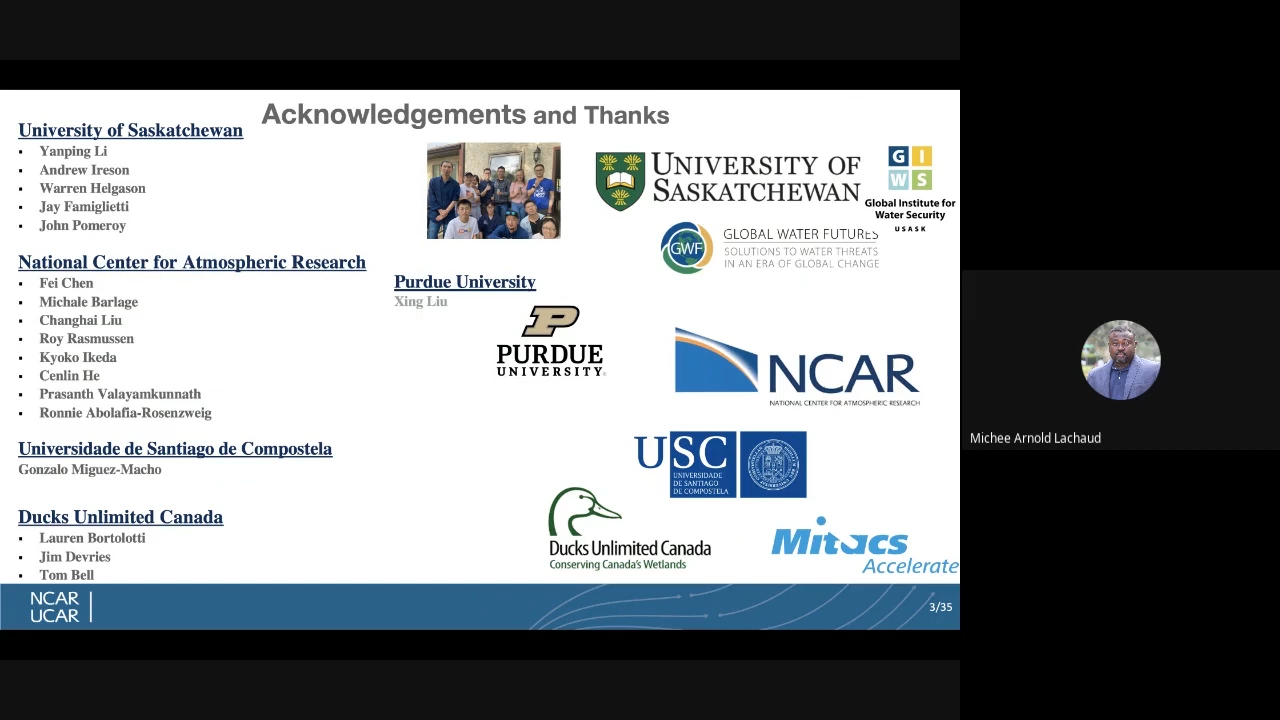 Acknowledgements and Thanks
University of Saskatchewan
Yanping Li
Andrew Ireson
Warren Helgason
Jay Famiglietti
John Pomeroy
National Center for Atmospheric Research
Fei Chen
Michale Barlage
Changhai Liu
Roy Rasmussen
Kyoko Ikeda
Cenlin He
Prasanth Valayamkunnath
Ronnie Abolafia-Rosenzweig
Universidade de Santiago de Compostela
Gonzalo Miguez-Macho
Ducks Unlimited Canada
Lauren Bortolotti
Jim Devries
Tom Bell
Purdue University
Xing Liu
P
PURDUE
UNIVERSITY
UNIVERSITY OF
SASKATCHEWAN
G I
W S
Global Institute for
Water Security
USASK
GWF
GLOBAL WATER FUTURES
SOLUTIONS TO WATER THREATS
IN AN ERA OF GLOBAL CHANGE
NCAR
NATIONAL CENTER FOR ATMOSPHERIC RESEARCH
USC
UNIVERSIDADE
DE SANTIAGO
DE COMPOSTELA
Ducks Unlimited Canada
Conserving Canada's Wetlands
Mitacs
Accelerate
NCAR
UCAR
3/35
Michee Arnold Lachaud